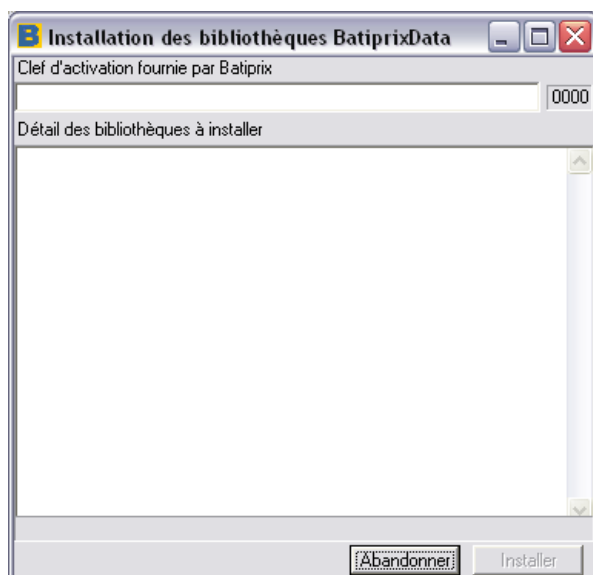 B Installation des bibliothèques BatiprixData
Clef d'activation fournie par Batiprix
0000
Détail des bibliothèques à installer
Abandonner Installer